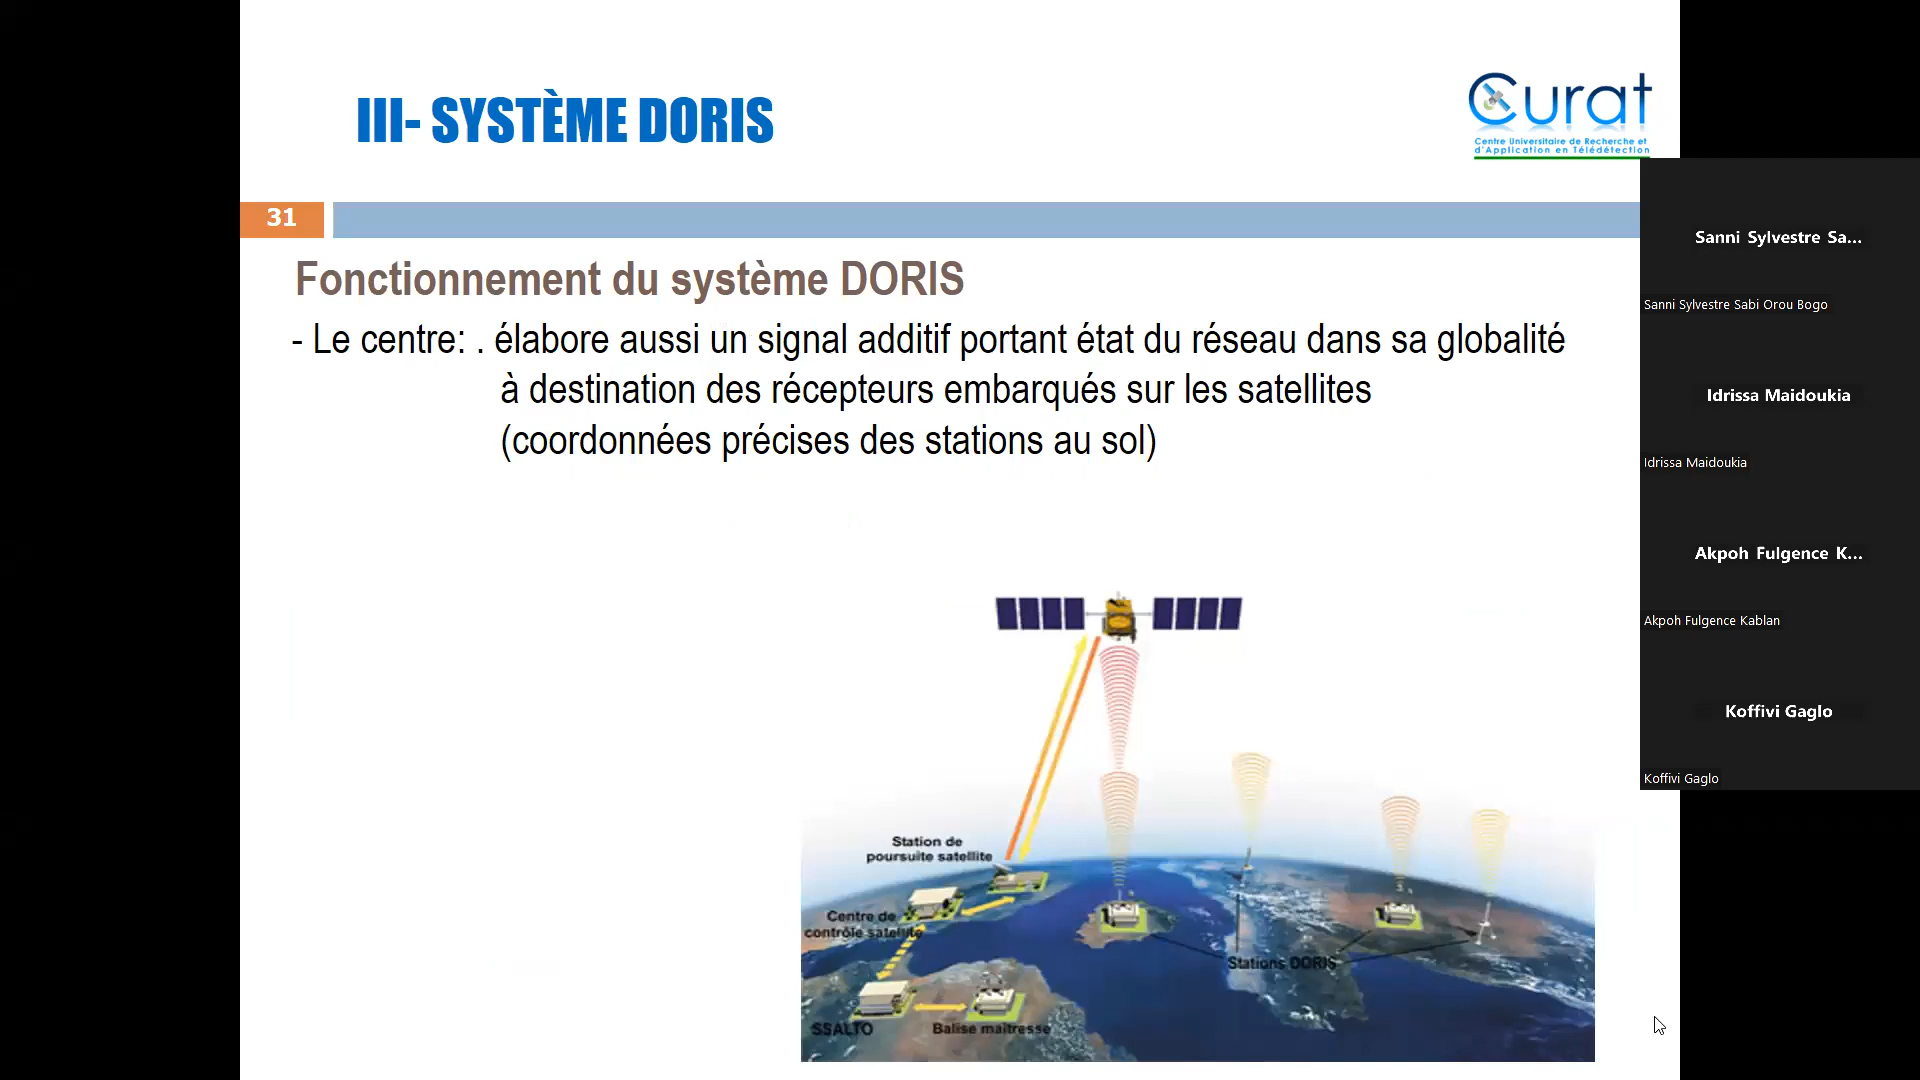 III- SYSTÈME DORIS
Curat
Centre Universitaire de Recherche et
d'Application en Télédétection
31
Fonctionnement du système DORIS
- Le centre: . élabore aussi un signal additif portant état du réseau dans sa globalité
à destination des récepteurs embarqués sur les satellites
(coordonnées précises des stations au sol)
Station de
poursuite satellite
Centre de
contrôle satellite
Stations DORIS
SSALTO
Balise maîtresse
Sanni Sylvestre Sa...
Sanni Sylvestre Sabi Orou Bogo
Idrissa Maidoukia
Idrissa Maidoukia
Akpoh Fulgence K...
Akpoh Fulgence Kablan
Koffivi Gaglo
Koffivi Gaglo